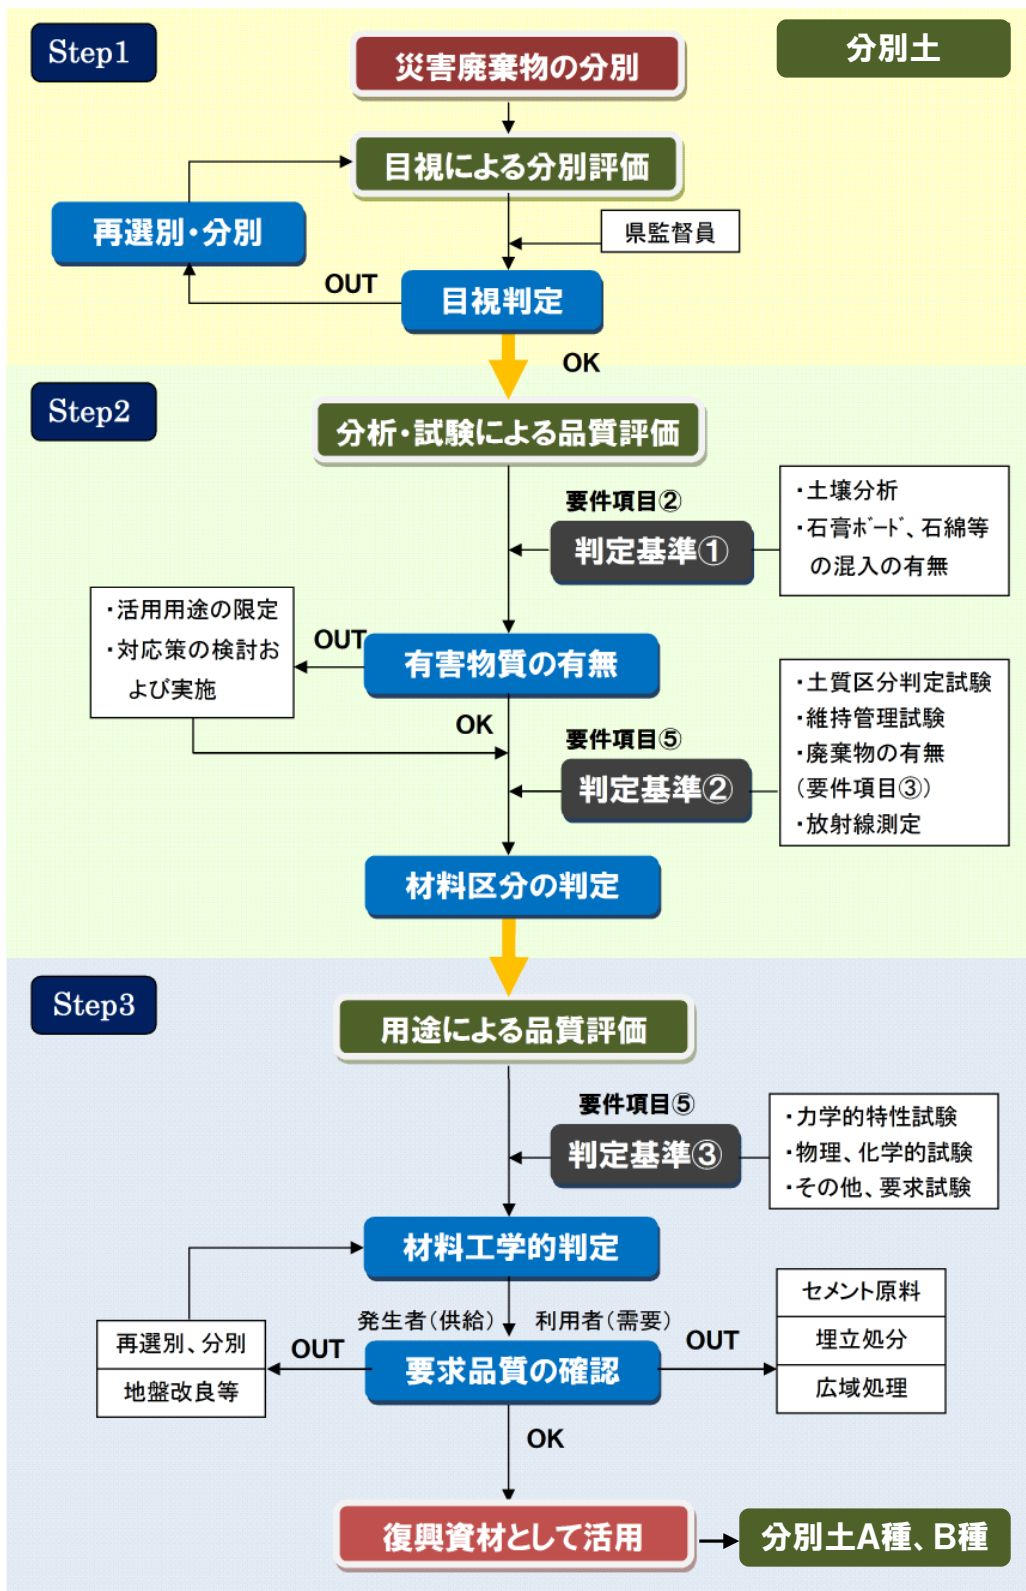 Step1
分別土
災害廃棄物の分別
目視による分別評価
再選別・分別
県監督員
OUT
目視判定
OK
Step2
分析・試験による品質評価
要件項目②
判定基準①
・土壌分析
・石膏ﾎﾞｰﾄﾞ、石綿等
の混入の有無
・活用用途の限定
・対応策の検討お
よび実施
OUT
有害物質の有無
OK
要件項目⑤
判定基準②
・土質区分判定試験
・維持管理試験
・廃棄物の有無
（要件項目③）
・放射線測定
材料区分の判定
Step3
用途による品質評価
要件項目⑤
判定基準③
・力学的特性試験
・物理、化学的試験
・その他、要求試験
材料工学的判定
発生者（供給）
利用者（需要）
再選別、分別
地盤改良等
OUT
要求品質の確認
OUT
セメント原料
埋立処分
広域処理
OK
復興資材として活用
分別土A種、B種